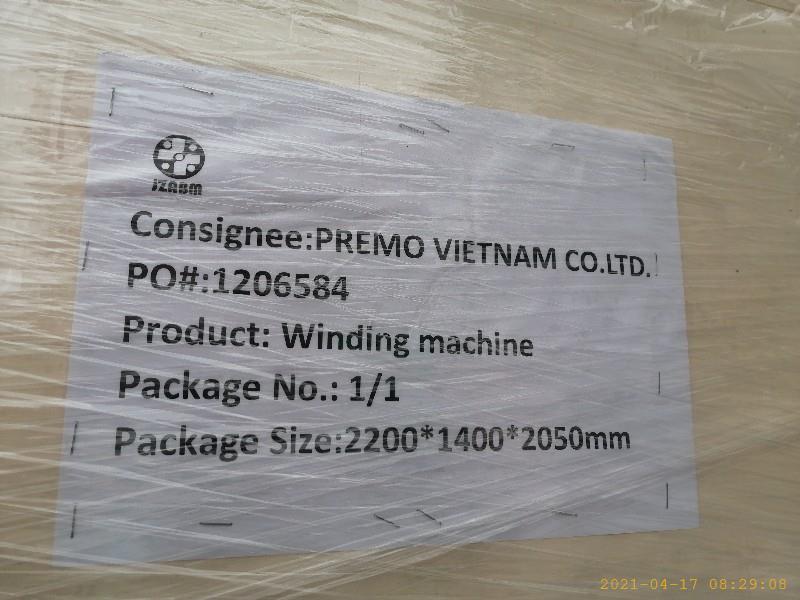 JZABM
Consignee:PREMO VIETNAM CO.LTD.
PO#:1206584
Product: Winding machine
Package No.: 1/1
Package Size:2200*1400*2050mm
2021-04-17 08:29:08